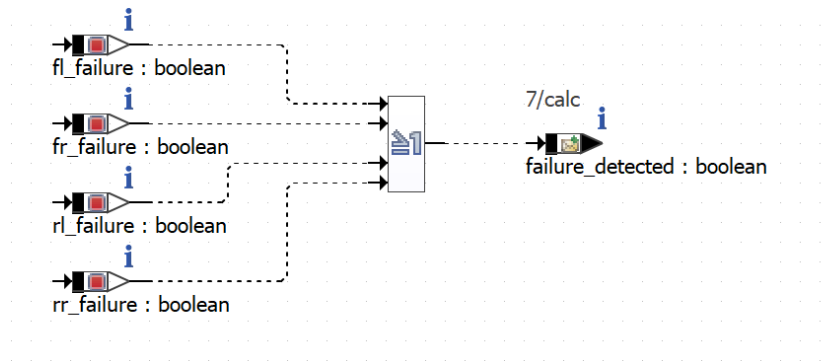 i
fl_failure : boolean
i
fr_failure : boolean
i
rl_failure : boolean
i
rr_failure : boolean
≥1
7/calc
i
failure_detected : boolean